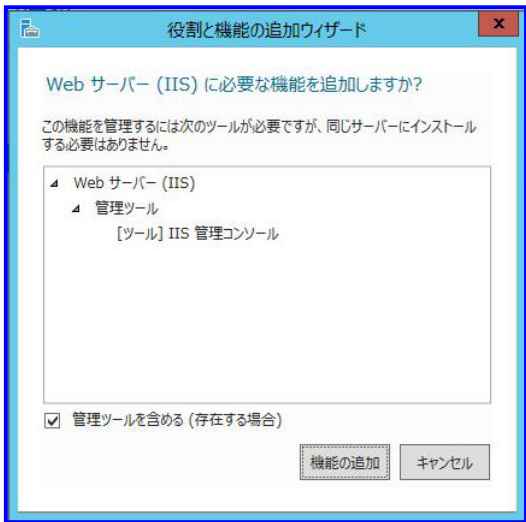 役割と機能の追加ウィザード
x
Web サーバー (IIS) に必要な機能を追加しますか?
この機能を管理するには次のツールが必要ですが、同じサーバーにインストール
する必要はありません。
Web サーバー (IIS)
管理ツール
[ツール] IIS 管理コンソール
管理ツールを含める (存在する場合)
機能の追加
キャンセル